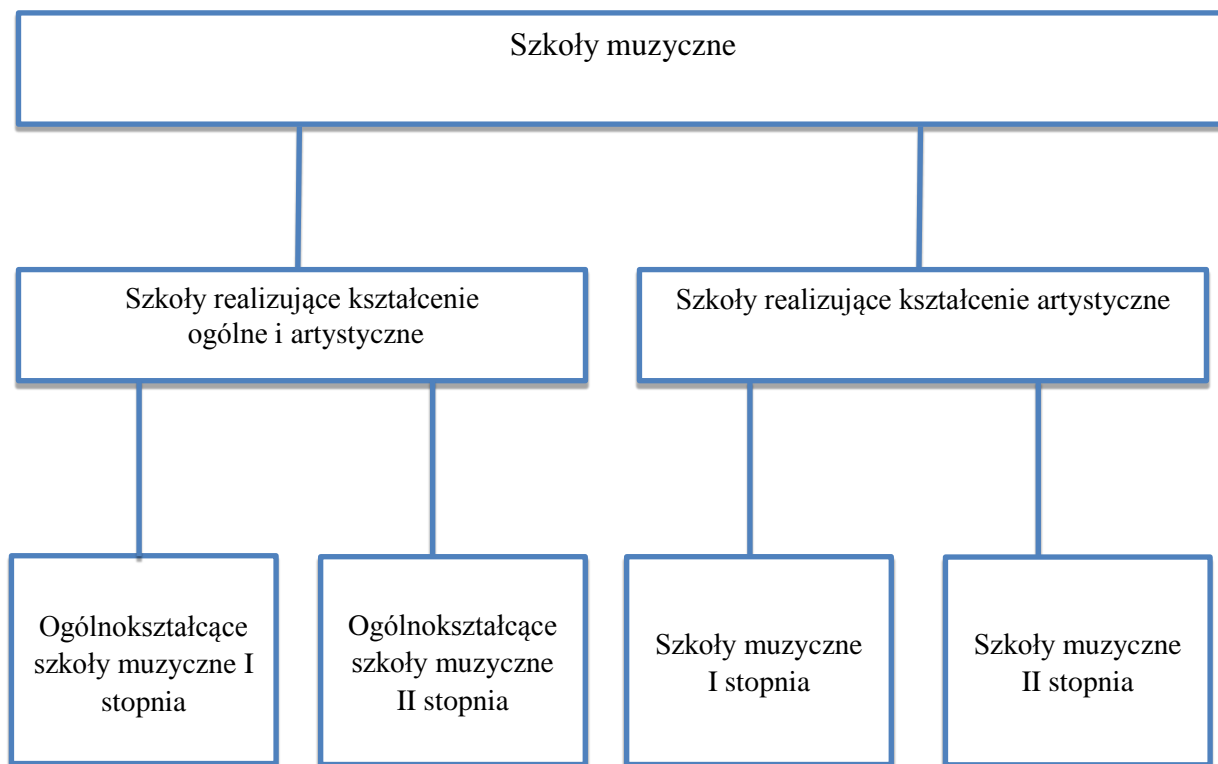 Szkoły muzyczne
Szkoły realizujące kształcenie
ogólne i artystyczne
Szkoły realizujące kształcenie artystyczne
Ogólnokształcące
szkoły muzyczne I
stopnia
Ogólnokształcące
szkoły muzyczne
II stopnia
Szkoły muzyczne
I stopnia
Szkoły muzyczne
II stopnia